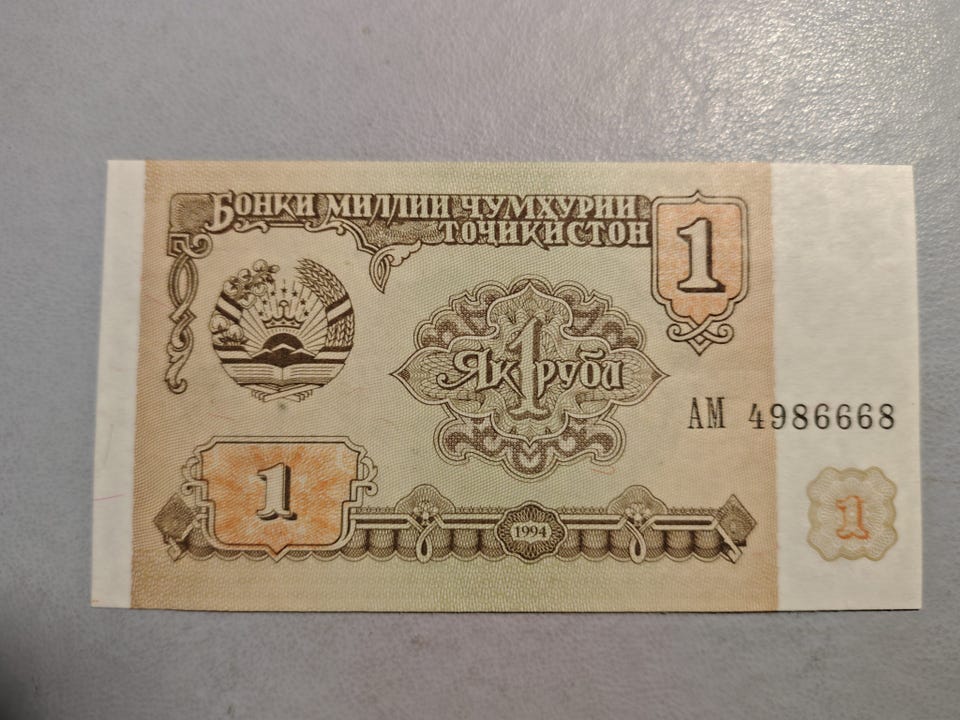 Бонки миллии Ҷумҳурии
Тоҷикистон
1
Як 1 рубл
АМ 4986668
1
1994
1